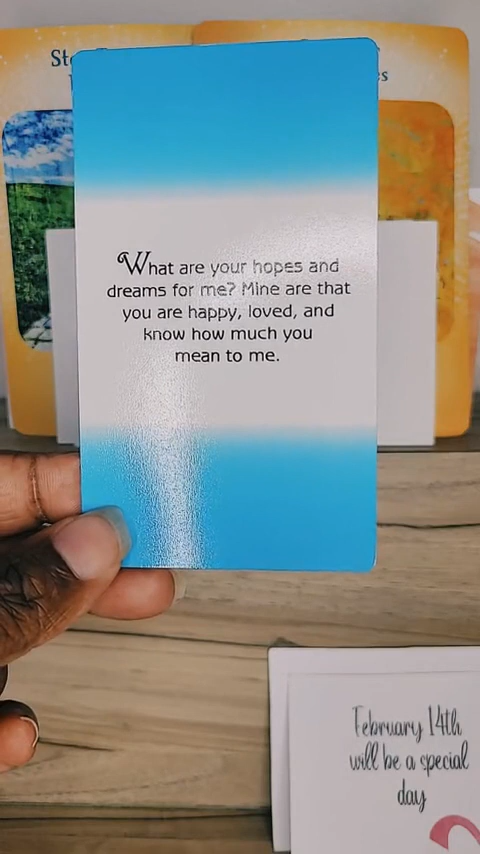 What are your hopes and
dreams for me? Mine are that
you are happy, loved, and
know how much you
mean to me.
February 14th
will be a special
day